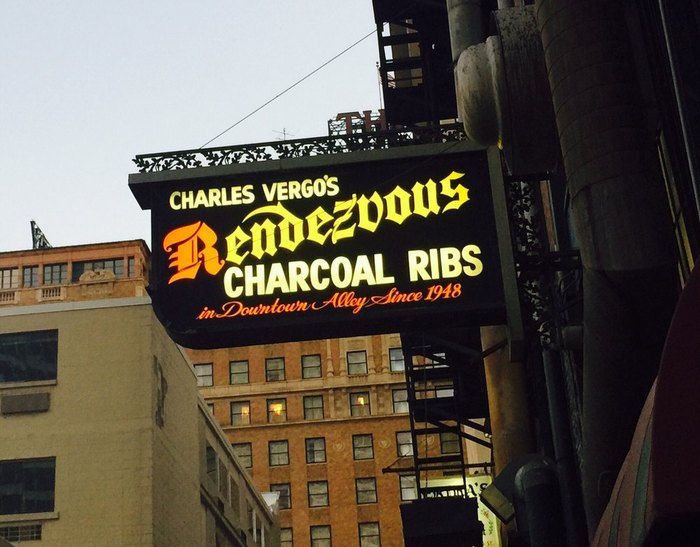 CHARLES VERGO'S
Rendezvous
CHARCOAL RIBS
in Downtown Alley Since 1948